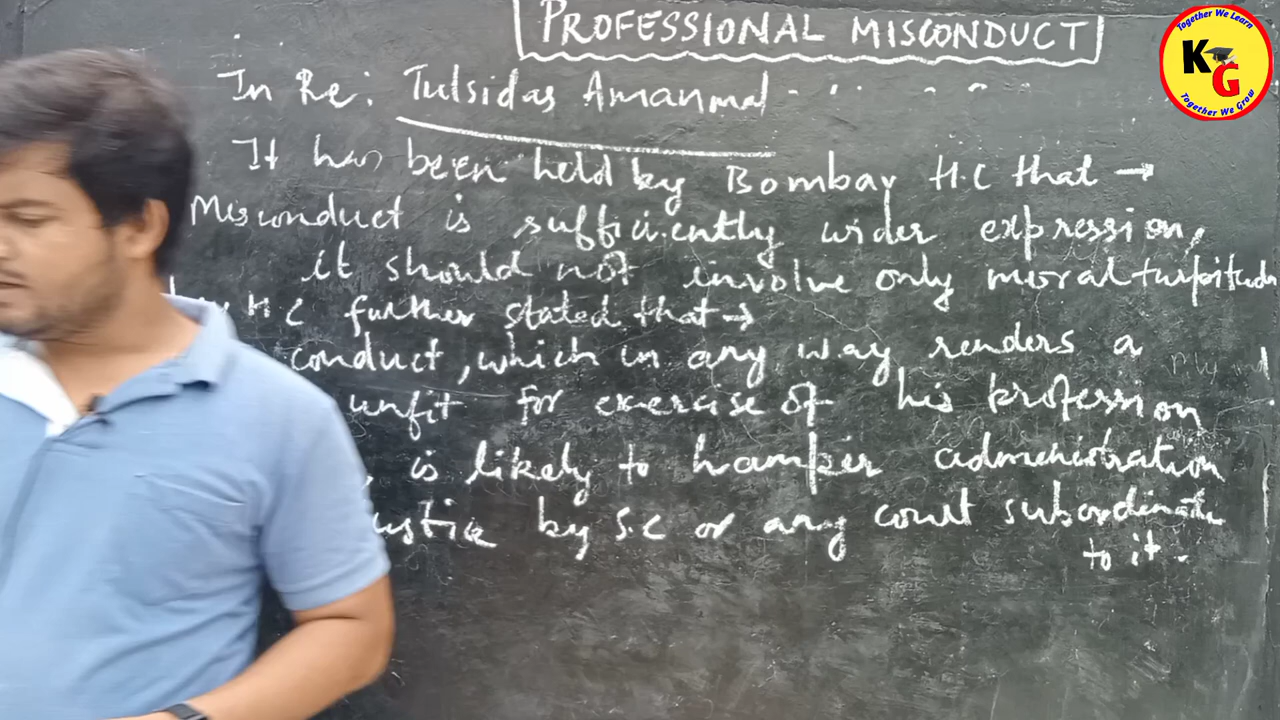 PROFESSIONAL MISCONDUCT
Together We Learn
KG
Together We Grow
In Re: Tulsidas Amanmal
It has been held by Bombay H.C that →
Misconduct is sufficiently wider expression,
it should not involve only moral turpitude
H C further stated that →
conduct, which in any way renders a
unfit for exercise of his profession
is likely to hamper administration
by S.C or any court subordinate
to it.